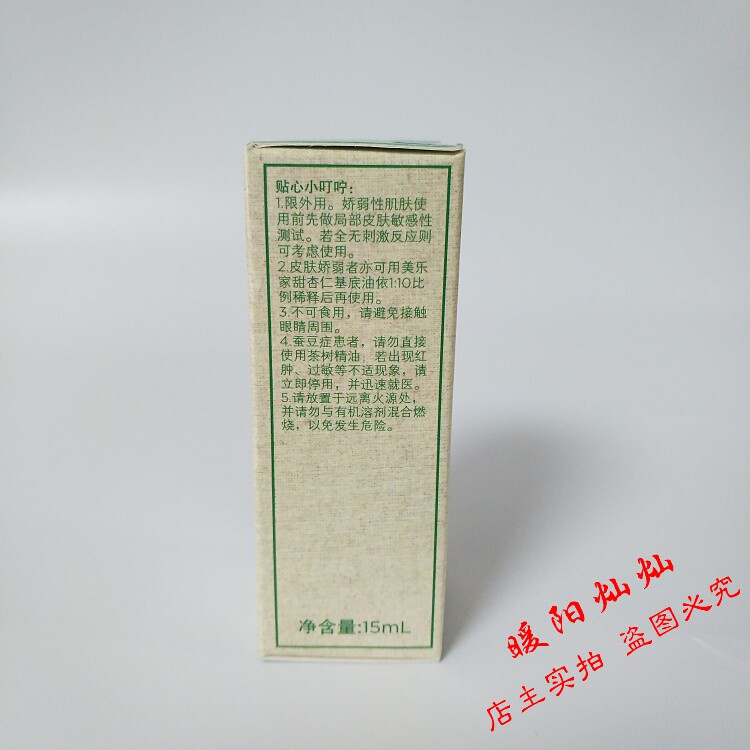 贴心小叮咛：
1.限外用。娇弱性肌肤使
用前先做局部皮肤敏感性
测试。若全无刺激反应则
可考虑使用。
2.皮肤娇弱者亦可用美乐
家甜杏仁基底油依1:10比
例稀释后再使用。
3.不可食用，请避免接触
眼睛周围。
4.蚕豆症患者，请勿直接
使用茶树精油；若出现红
肿、过敏等不适现象，请
立即停用，并迅速就医。
5.请放置于远离火源处，
并请勿与有机溶剂混合燃
烧，以免发生危险。
净含量:15mL
暖阳灿灿
店主实拍 盗图必究